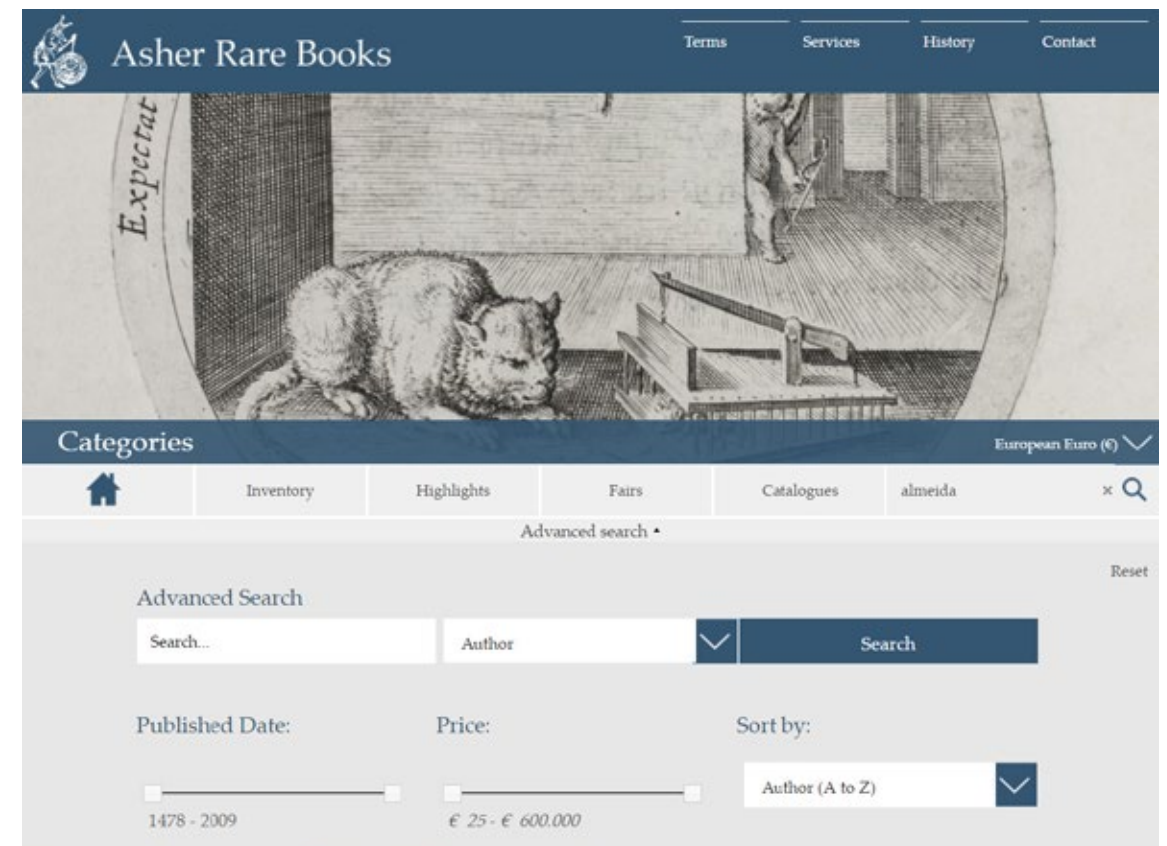 Asher Rare Books
Terms Services History Contact
Expectat
Categories
European Euro (€)
Inventory Highlights Fairs Catalogues almeida ×
Advanced search
Reset
Advanced Search
Search... Author Search
Published Date: Price: Sort by:
Author (A to Z)
1478 - 2009 € 25 - € 600.000